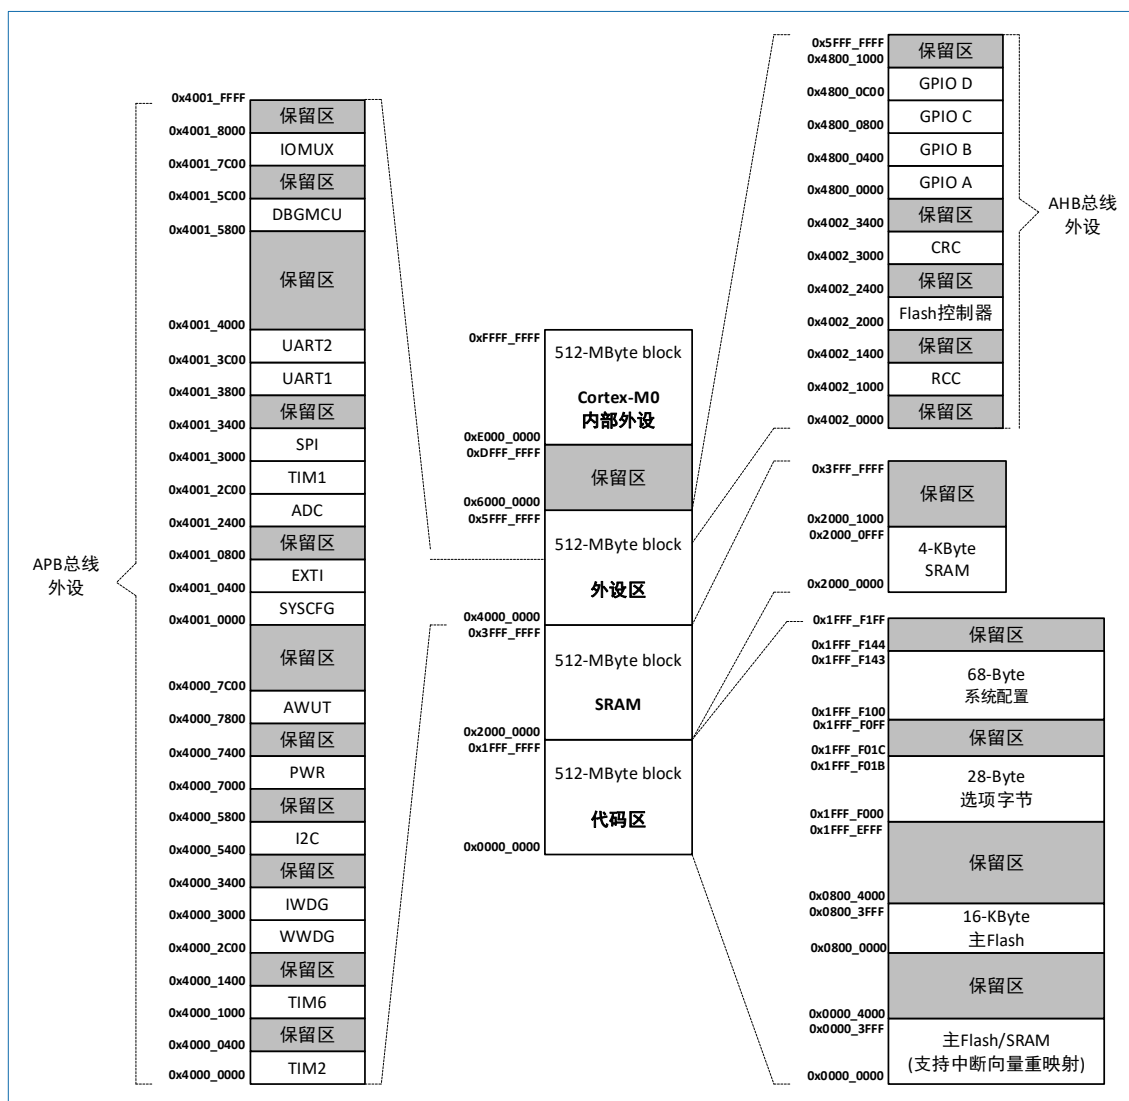 0x4001_FFFF
保留区
0x4001_8000
IOMUX
0x4001_7C00
保留区
0x4001_5C00
DBGMCU
0x4001_5800
保留区
0x4001_4000
UART2
0x4001_3C00
UART1
0x4001_3800
保留区
0x4001_3400
SPI
0x4001_3000
TIM1
0x4001_2C00
ADC
0x4001_2400
保留区
0x4001_0800
EXTI
0x4001_0400
SYSCFG
0x4001_0000
保留区
0x4000_7C00
AWUT
0x4000_7800
保留区
0x4000_7400
PWR
0x4000_7000
保留区
0x4000_5800
I2C
0x4000_5400
保留区
0x4000_3400
IWDG
0x4000_3000
WWDG
0x4000_2C00
保留区
0x4000_1400
TIM6
0x4000_1000
保留区
0x4000_0400
TIM2
0x4000_0000
APB总线
外设
0xFFFF_FFFF
512-MByte block
Cortex-M0
内部外设
0xE000_0000
0xDFFF_FFFF
保留区
0x6000_0000
0x5FFF_FFFF
512-MByte block
外设区
0x4000_0000
0x3FFF_FFFF
512-MByte block
SRAM
0x2000_0000
0x1FFF_FFFF
512-MByte block
代码区
0x0000_0000
0x5FFF_FFFF
保留区
0x4800_1000
GPIO D
0x4800_0C00
GPIO C
0x4800_0800
GPIO B
0x4800_0400
GPIO A
0x4800_0000
保留区
0x4002_3400
CRC
0x4002_3000
保留区
0x4002_2400
Flash控制器
0x4002_2000
保留区
0x4002_1400
RCC
0x4002_1000
保留区
0x4002_0000
AHB总线
外设
0x3FFF_FFFF
保留区
0x2000_1000
0x2000_0FFF
4-KByte
SRAM
0x2000_0000
0x1FFF_F1FF
保留区
0x1FFF_F144
0x1FFF_F143
68-Byte
系统配置
0x1FFF_F100
0x1FFF_F0FF
保留区
0x1FFF_F01C
0x1FFF_F01B
28-Byte
选项字节
0x1FFF_F000
0x1FFF_EFFF
保留区
0x0800_4000
0x0800_3FFF
16-KByte
主Flash
0x0800_0000
保留区
0x0000_4000
0x0000_3FFF
主Flash/SRAM
(支持中断向量重映射)
0x0000_0000